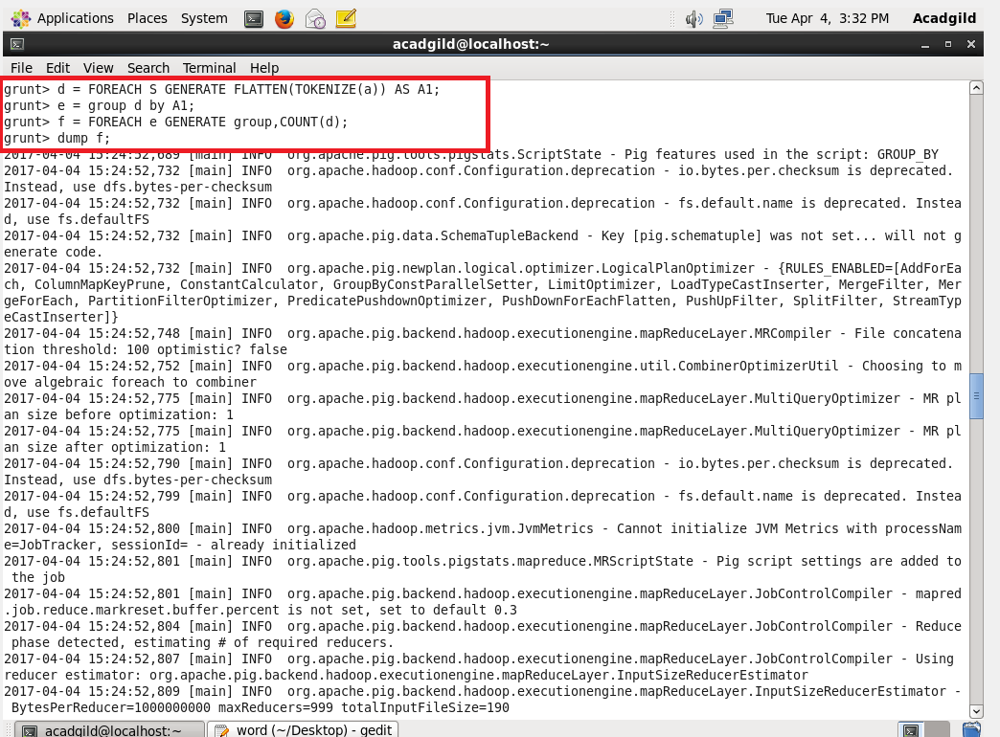 Applications Places System Tue Apr 4, 3:32 PM Acadgild
acadgild@localhost:~
File Edit View Search Terminal Help
grunt> d = FOREACH S GENERATE FLATTEN(TOKENIZE(a)) AS A1;
grunt> e = group d by A1;
grunt> f = FOREACH e GENERATE group,COUNT(d);
grunt> dump f;
2017-04-04 15:24:52,689 [main] INFO  org.apache.pig.tools.pigstats.ScriptState - Pig features used in the script: GROUP_BY
2017-04-04 15:24:52,732 [main] INFO  org.apache.hadoop.conf.Configuration.deprecation - io.bytes.per.checksum is deprecated.
Instead, use dfs.bytes-per-checksum
2017-04-04 15:24:52,732 [main] INFO  org.apache.hadoop.conf.Configuration.deprecation - fs.default.name is deprecated. Instea
d, use fs.defaultFS
2017-04-04 15:24:52,732 [main] INFO  org.apache.pig.data.SchemaTupleBackend - Key [pig.schematuple] was not set... will not g
enerate code.
2017-04-04 15:24:52,732 [main] INFO  org.apache.pig.newplan.logical.optimizer.LogicalPlanOptimizer - {RULES_ENABLED=[AddForEa
ch, ColumnMapKeyPrune, ConstantCalculator, GroupByConstParallelSetter, LimitOptimizer, LoadTypeCastInserter, MergeFilter, Mer
geForEach, PartitionFilterOptimizer, PredicatePushdownOptimizer, PushDownForEachFlatten, PushUpFilter, SplitFilter, StreamTyp
eCastInserter]}
2017-04-04 15:24:52,748 [main] INFO  org.apache.pig.backend.hadoop.executionengine.mapReduceLayer.MRCompiler - File concatena
tion threshold: 100 optimistic? false
2017-04-04 15:24:52,752 [main] INFO  org.apache.pig.backend.hadoop.executionengine.util.CombinerOptimizerUtil - Choosing to m
ove algebraic foreach to combiner
2017-04-04 15:24:52,775 [main] INFO  org.apache.pig.backend.hadoop.executionengine.mapReduceLayer.MultiQueryOptimizer - MR pl
an size before optimization: 1
2017-04-04 15:24:52,775 [main] INFO  org.apache.pig.backend.hadoop.executionengine.mapReduceLayer.MultiQueryOptimizer - MR pl
an size after optimization: 1
2017-04-04 15:24:52,790 [main] INFO  org.apache.hadoop.conf.Configuration.deprecation - io.bytes.per.checksum is deprecated.
Instead, use dfs.bytes-per-checksum
2017-04-04 15:24:52,799 [main] INFO  org.apache.hadoop.conf.Configuration.deprecation - fs.default.name is deprecated. Instea
d, use fs.defaultFS
2017-04-04 15:24:52,800 [main] INFO  org.apache.hadoop.metrics.jvm.JvmMetrics - Cannot initialize JVM Metrics with processNam
e=JobTracker, sessionId= - already initialized
2017-04-04 15:24:52,801 [main] INFO  org.apache.pig.tools.pigstats.mapreduce.MRScriptState - Pig script settings are added to
the job
2017-04-04 15:24:52,801 [main] INFO  org.apache.pig.backend.hadoop.executionengine.mapReduceLayer.JobControlCompiler - mapred
.job.reduce.markreset.buffer.percent is not set, set to default 0.3
2017-04-04 15:24:52,804 [main] INFO  org.apache.pig.backend.hadoop.executionengine.mapReduceLayer.JobControlCompiler - Reduce
phase detected, estimating # of required reducers.
2017-04-04 15:24:52,807 [main] INFO  org.apache.pig.backend.hadoop.executionengine.mapReduceLayer.JobControlCompiler - Using
reducer estimator: org.apache.pig.backend.hadoop.executionengine.mapReduceLayer.InputSizeReducerEstimator
2017-04-04 15:24:52,809 [main] INFO  org.apache.pig.backend.hadoop.executionengine.mapReduceLayer.InputSizeReducerEstimator -
BytesPerReducer=1000000000 maxReducers=999 totalInputFileSize=190
acadgild@localhost:~ word (~/Desktop) - gedit